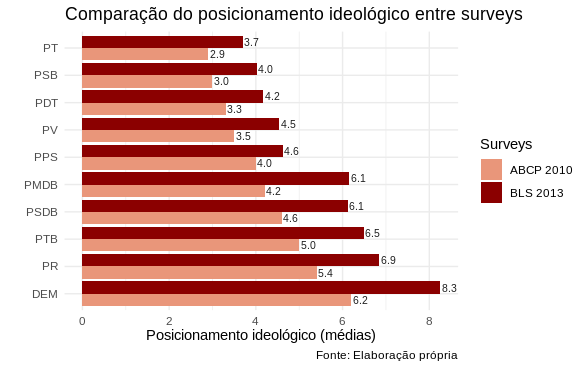 Comparação do posicionamento ideológico entre surveys
PT 3.7
2.9
PSB 4.0
3.0
PDT 4.2
3.3
PV 4.5
3.5
PPS 4.6
4.0
PMDB 6.1
4.2
PSDB 6.1
4.6
PTB 6.5
5.0
PR 6.9
5.4
DEM 8.3
6.2
0 2 4 6 8
Posicionamento ideológico (médias)
Surveys
ABCP 2010
BLS 2013
Fonte: Elaboração própria